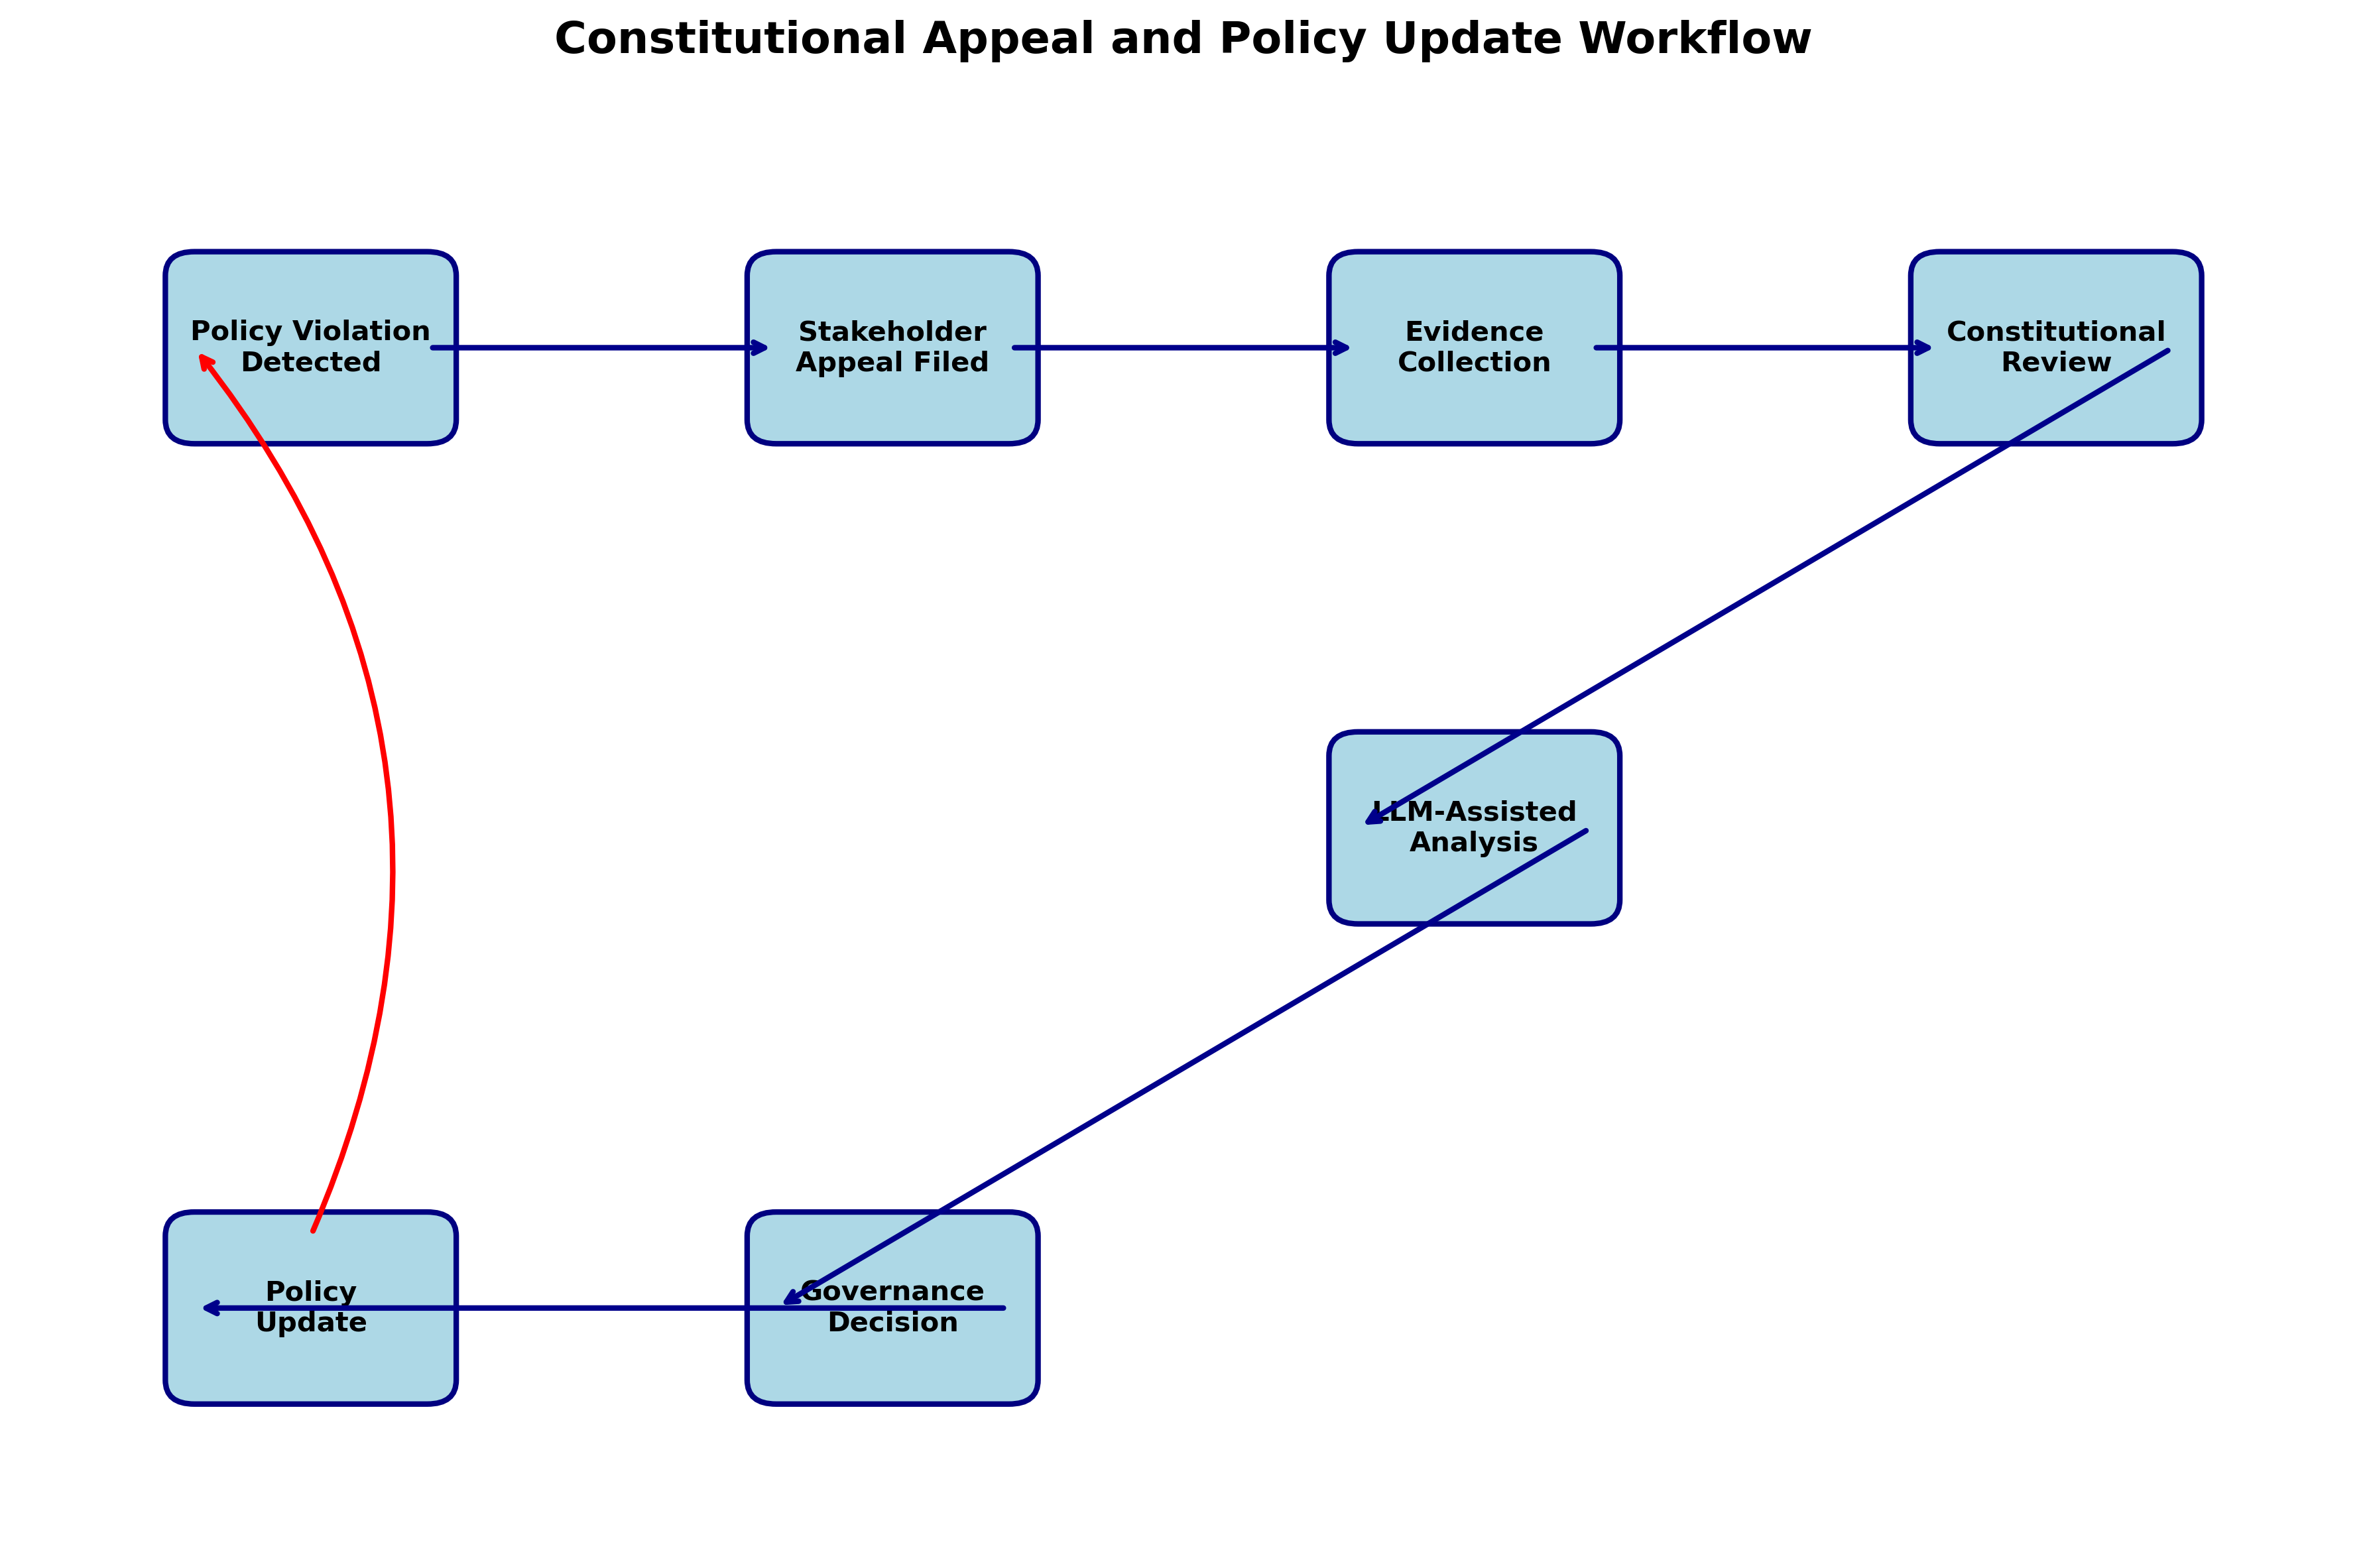 Constitutional Appeal and Policy Update Workflow
Policy Violation
Detected
Stakeholder
Appeal Filed
Evidence
Collection
Constitutional
Review
LLM-Assisted
Analysis
Policy
Update
Governance
Decision